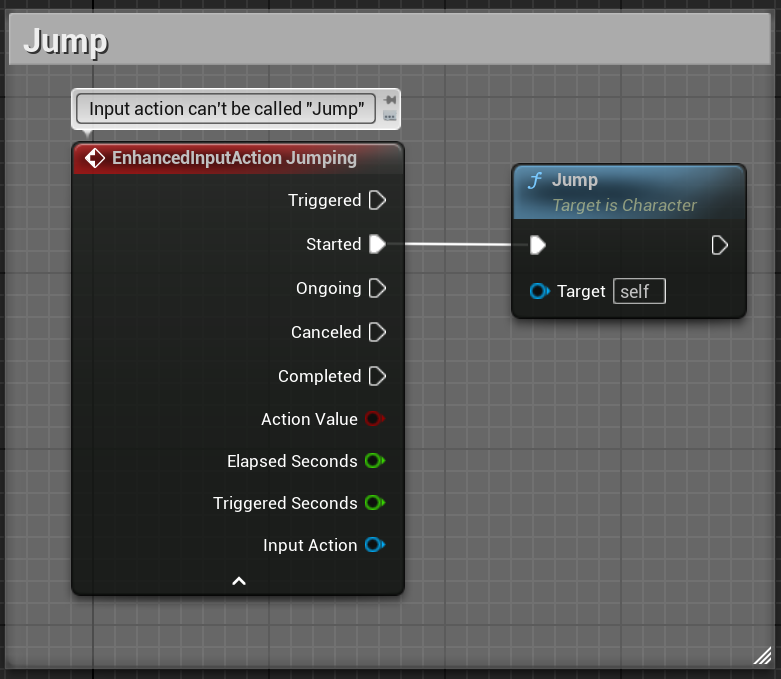 Jump
Input action can't be called "Jump"
EnhancedInputAction Jumping
Triggered
Started
Ongoing
Canceled
Completed
Action Value
Elapsed Seconds
Triggered Seconds
Input Action
f Jump
Target is Character
Target self